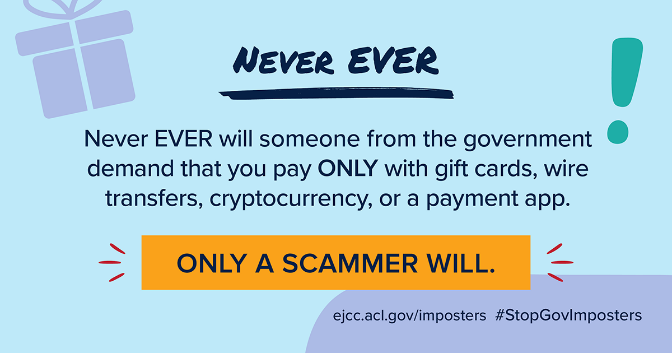 Never EVER
Never EVER will someone from the government
demand that you pay ONLY with gift cards, wire
transfers, cryptocurrency, or a payment app.
ONLY A SCAMMER WILL.
ejcc.acl.gov/imposters #StopGovImposters